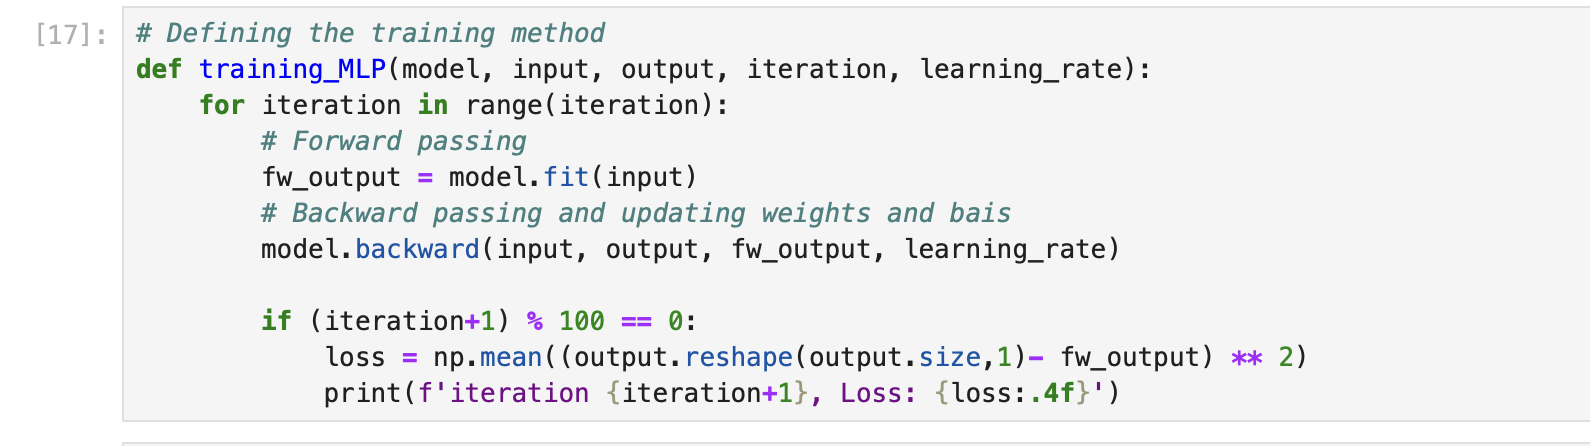 [17]: # Defining the training method
def training_MLP(model, input, output, iteration, learning_rate):
    for iteration in range(iteration):
        # Forward passing
        fw_output = model.fit(input)
        # Backward passing and updating weights and bais
        model.backward(input, output, fw_output, learning_rate)

        if (iteration+1) % 100 == 0:
            loss = np.mean((output.reshape(output.size,1)- fw_output) ** 2)
            print(f'iteration {iteration+1}, Loss: {loss:.4f}')